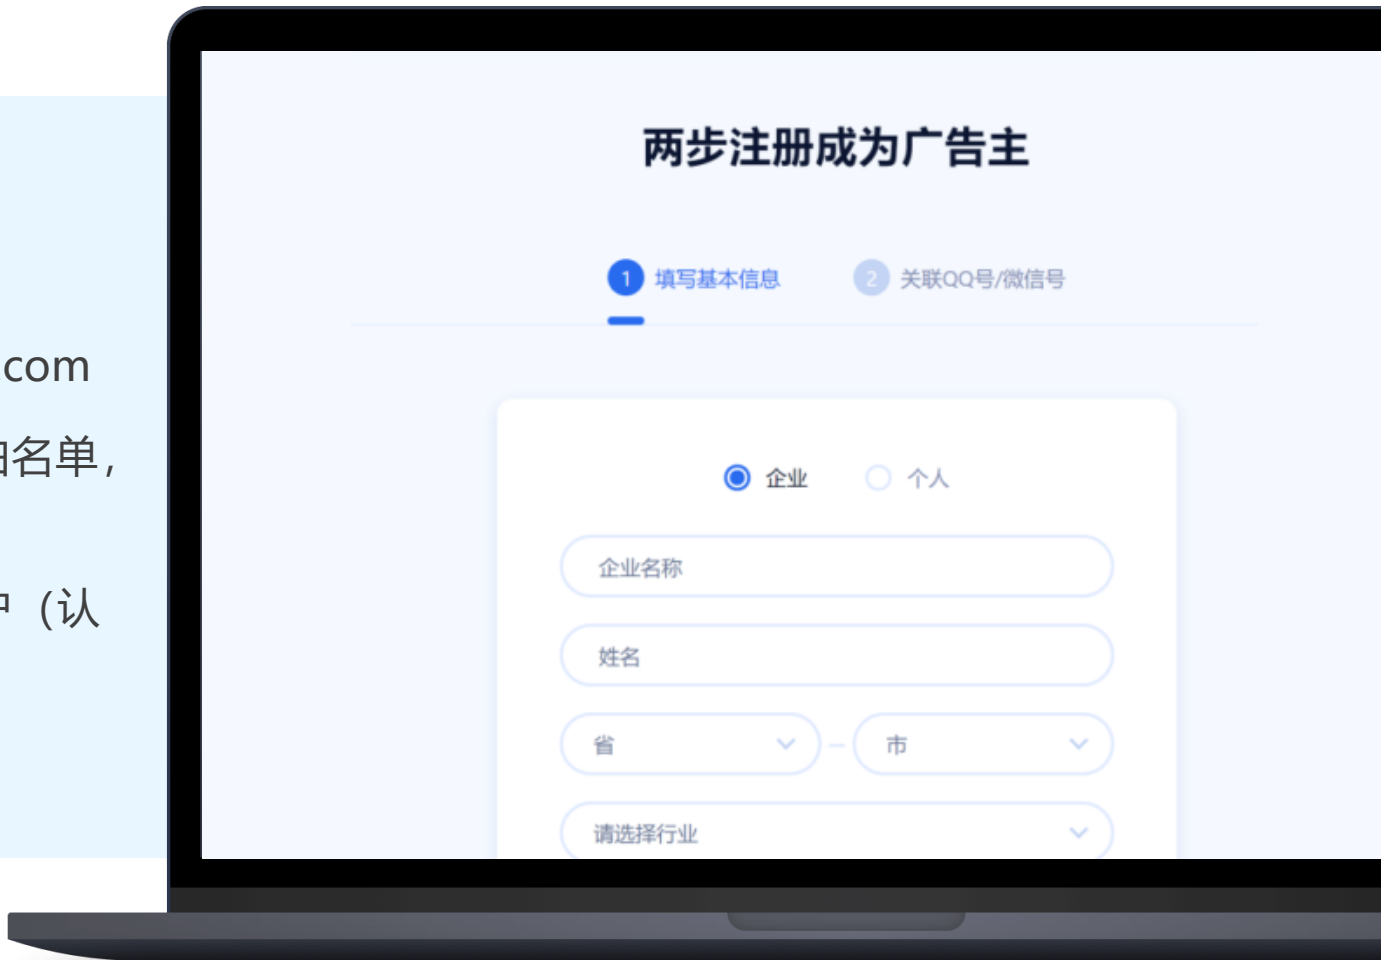 com
名单，
（认
两步注册成为广告主
1 填写基本信息 2 关联QQ号/微信号
企业 个人
企业名称
姓名
省 市
请选择行业